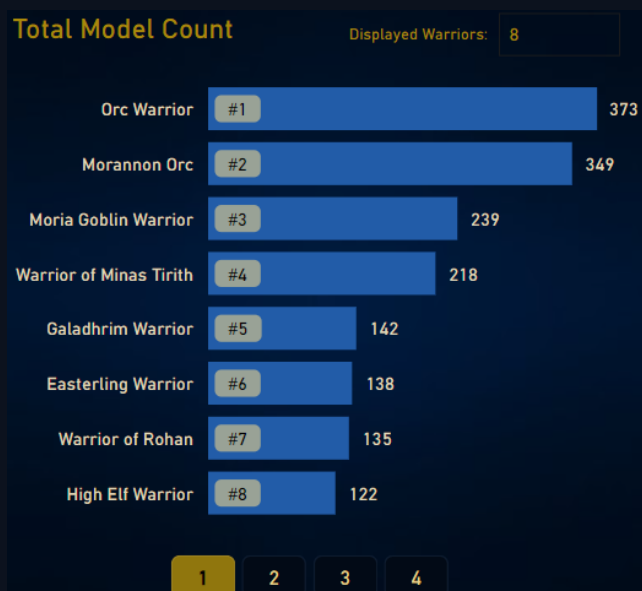 Total Model Count
Displayed Warriors: 8
Orc Warrior #1 373
Morannon Orc #2 349
Moria Goblin Warrior #3 239
Warrior of Minas Tirith #4 218
Galadhrim Warrior #5 142
Easterling Warrior #6 138
Warrior of Rohan #7 135
High Elf Warrior #8 122
1 2 3 4